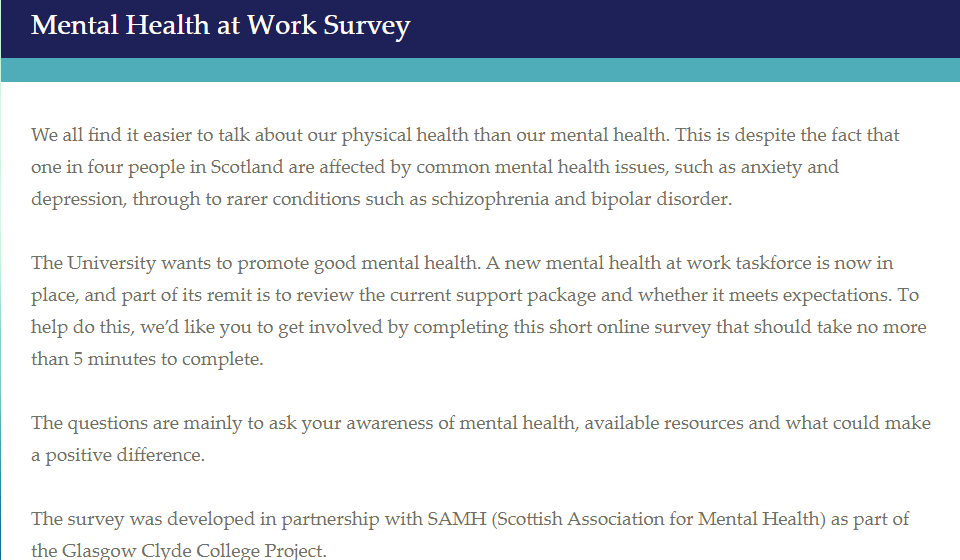 Mental Health at Work Survey
We all find it easier to talk about our physical health than our mental health. This is despite the fact that
one in four people in Scotland are affected by common mental health issues, such as anxiety and
depression, through to rarer conditions such as schizophrenia and bipolar disorder.
The University wants to promote good mental health. A new mental health at work taskforce is now in
place, and part of its remit is to review the current support package and whether it meets expectations. To
help do this, we’d like you to get involved by completing this short online survey that should take no more
than 5 minutes to complete.
The questions are mainly to ask your awareness of mental health, available resources and what could make
a positive difference.
The survey was developed in partnership with SAMH (Scottish Association for Mental Health) as part of
the Glasgow Clyde College Project.